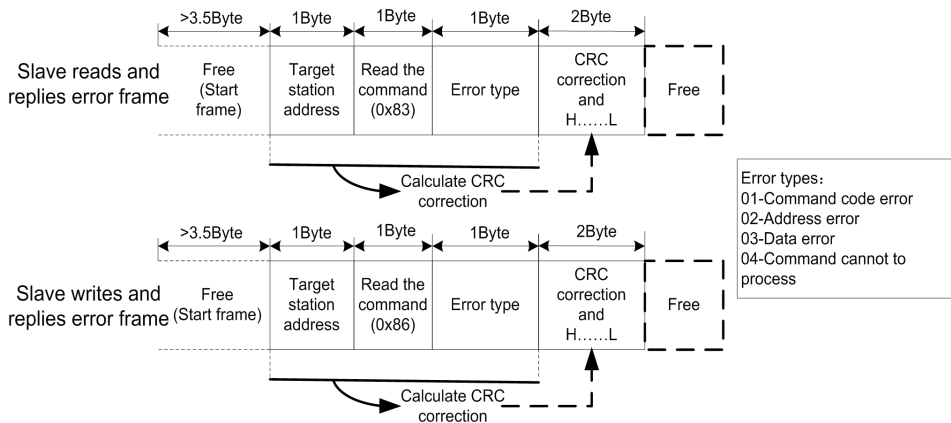 >3.5Byte 1Byte 1Byte 1Byte 2Byte
Slave reads and
replies error frame
Free
(Start
frame)
Target
station
address
Read the
command
(0x83)
Error type
CRC
correction
and
H......L
Free
Calculate CRC
correction
>3.5Byte 1Byte 1Byte 1Byte 2Byte
Slave writes and
replies error frame
Free
(Start frame)
Target
station
address
Read the
command
(0x86)
Error type
CRC
correction
and
H......L
Free
Calculate CRC
correction
Error types：
01-Command code error
02-Address error
03-Data error
04-Command cannot to
process